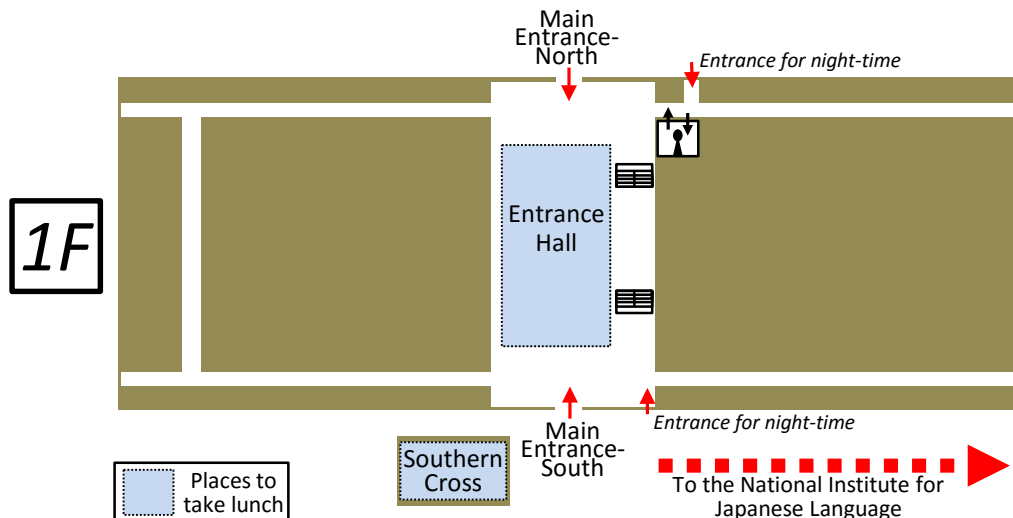 Main
Entrance-
North
Entrance for night-time
1F
Entrance
Hall
Entrance for night-time
Main
Entrance-
South
Southern
Cross
Places to
take lunch
To the National Institute for
Japanese Language